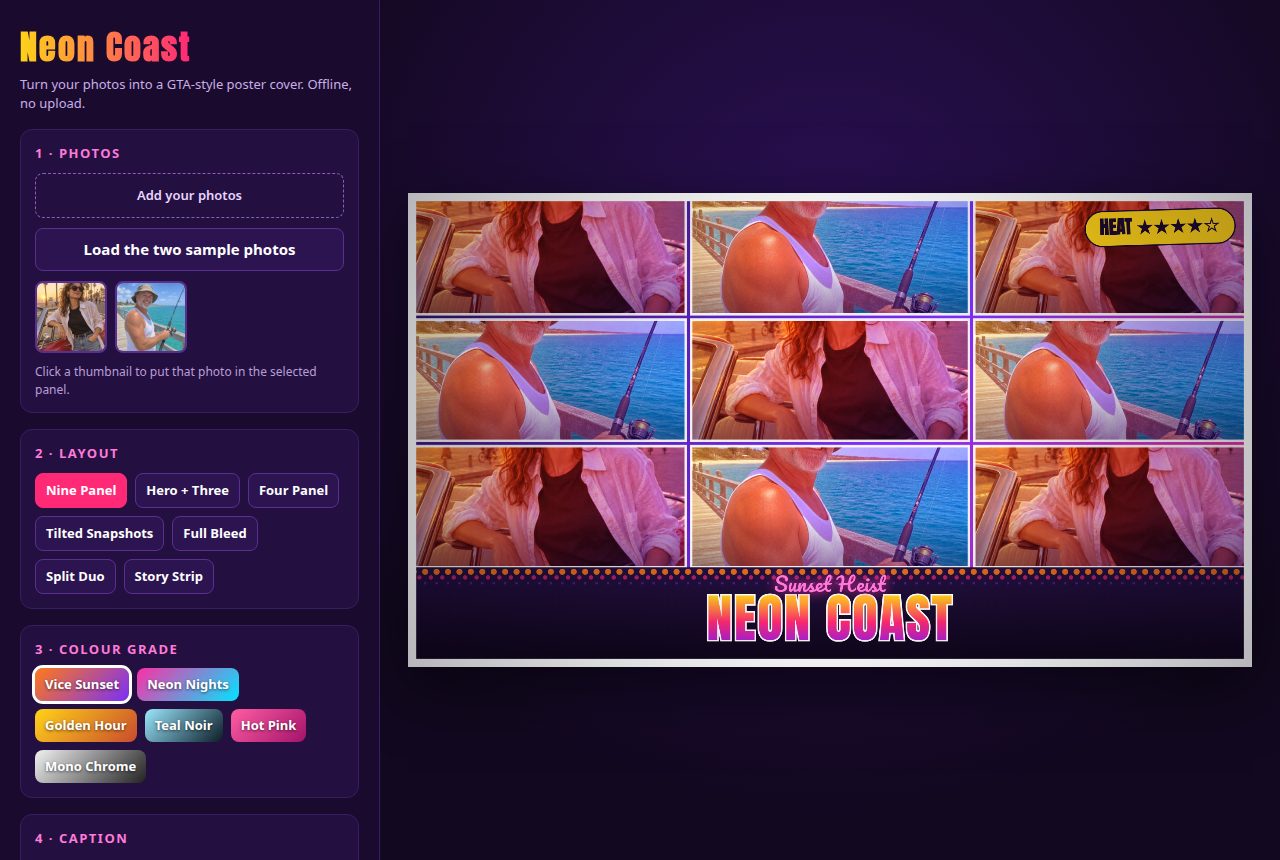 Neon Coast
Turn your photos into a GTA-style poster cover. Offline,
no upload.
1 · PHOTOS
Add your photos
Load the two sample photos
Click a thumbnail to put that photo in the selected
panel.
2 · LAYOUT
Nine Panel
Hero + Three
Four Panel
Tilted Snapshots
Full Bleed
Split Duo
Story Strip
3 · COLOUR GRADE
Vice Sunset
Neon Nights
Golden Hour
Teal Noir
Hot Pink
Mono Chrome
4 · CAPTION
HEAT ★★★★☆
Sunset Heist
NEON COAST